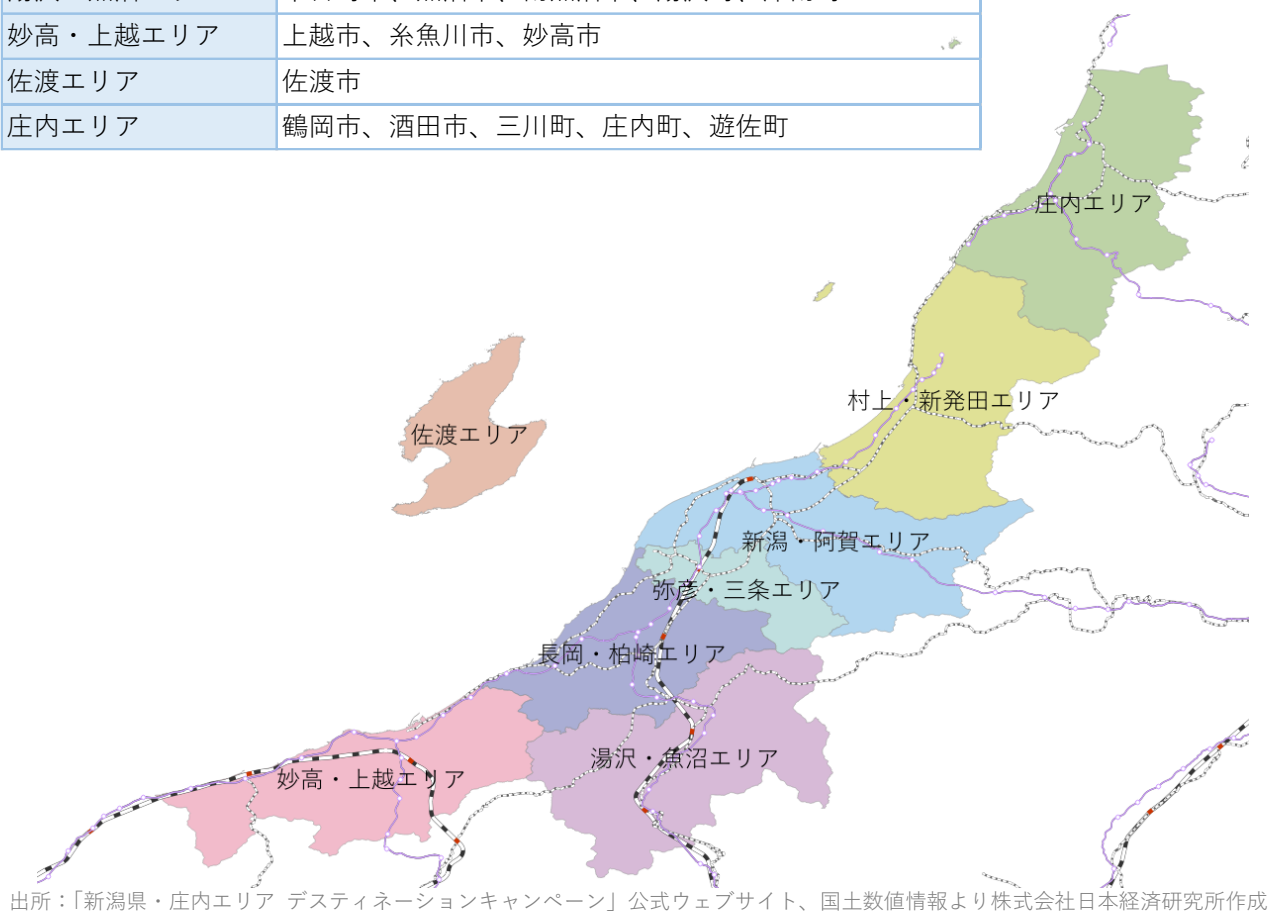 妙高・上越エリア 上越市、糸魚川市、妙高市
佐渡エリア 佐渡市
庄内エリア 鶴岡市、酒田市、三川町、庄内町、遊佐町
庄内エリア
村上・新発田エリア
佐渡エリア
新潟・阿賀エリア
弥彦・三条エリア
長岡・柏崎エリア
湯沢・魚沼エリア
妙高・上越エリア
出所：「新潟県・庄内エリア デスティネーションキャンペーン」公式ウェブサイト、国土数値情報より株式会社日本経済研究所作成